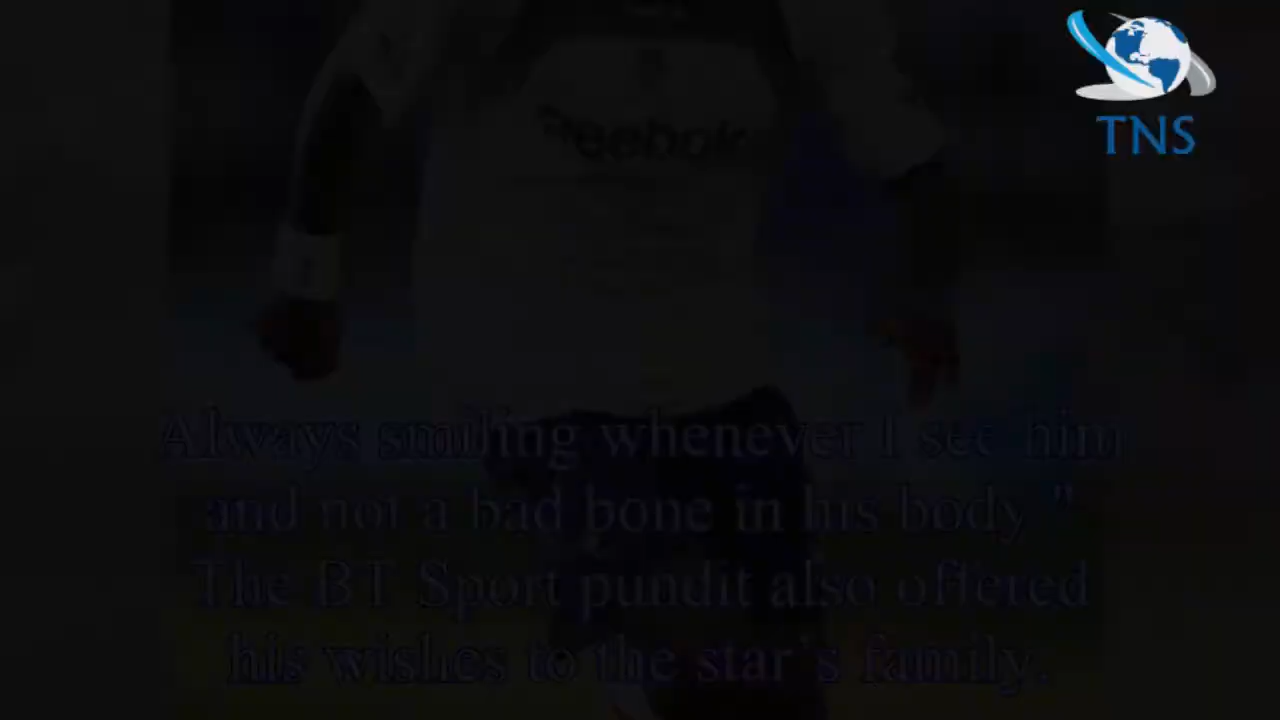 TNS
Reebok
Always smiling whenever I see him
and not a bad bone in his body."
The BT Sport pundit also offered
his wishes to the star's family.